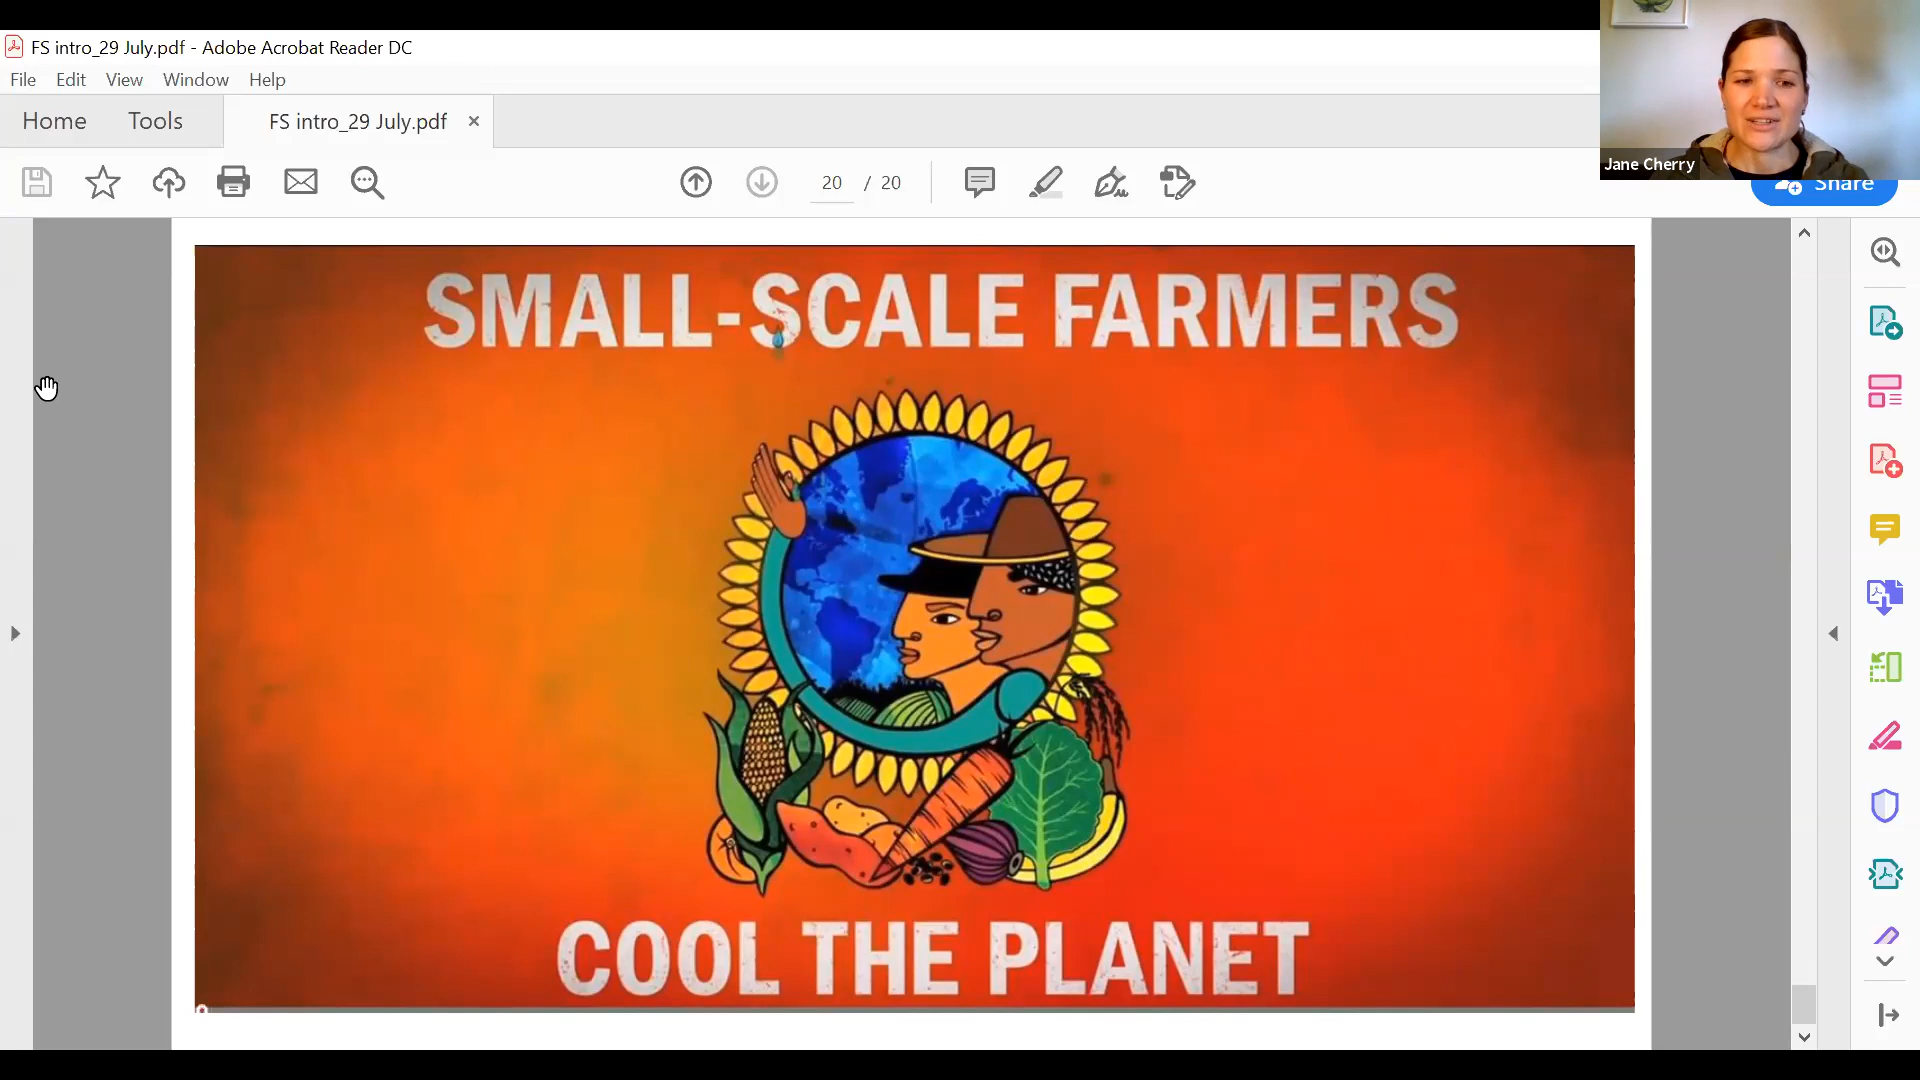 FS intro_29 July.pdf - Adobe Acrobat Reader DC
File Edit View Window Help
Home Tools FS intro_29 July.pdf ×
20 / 20
Share
Jane Cherry
SMALL-SCALE FARMERS
COOL THE PLANET